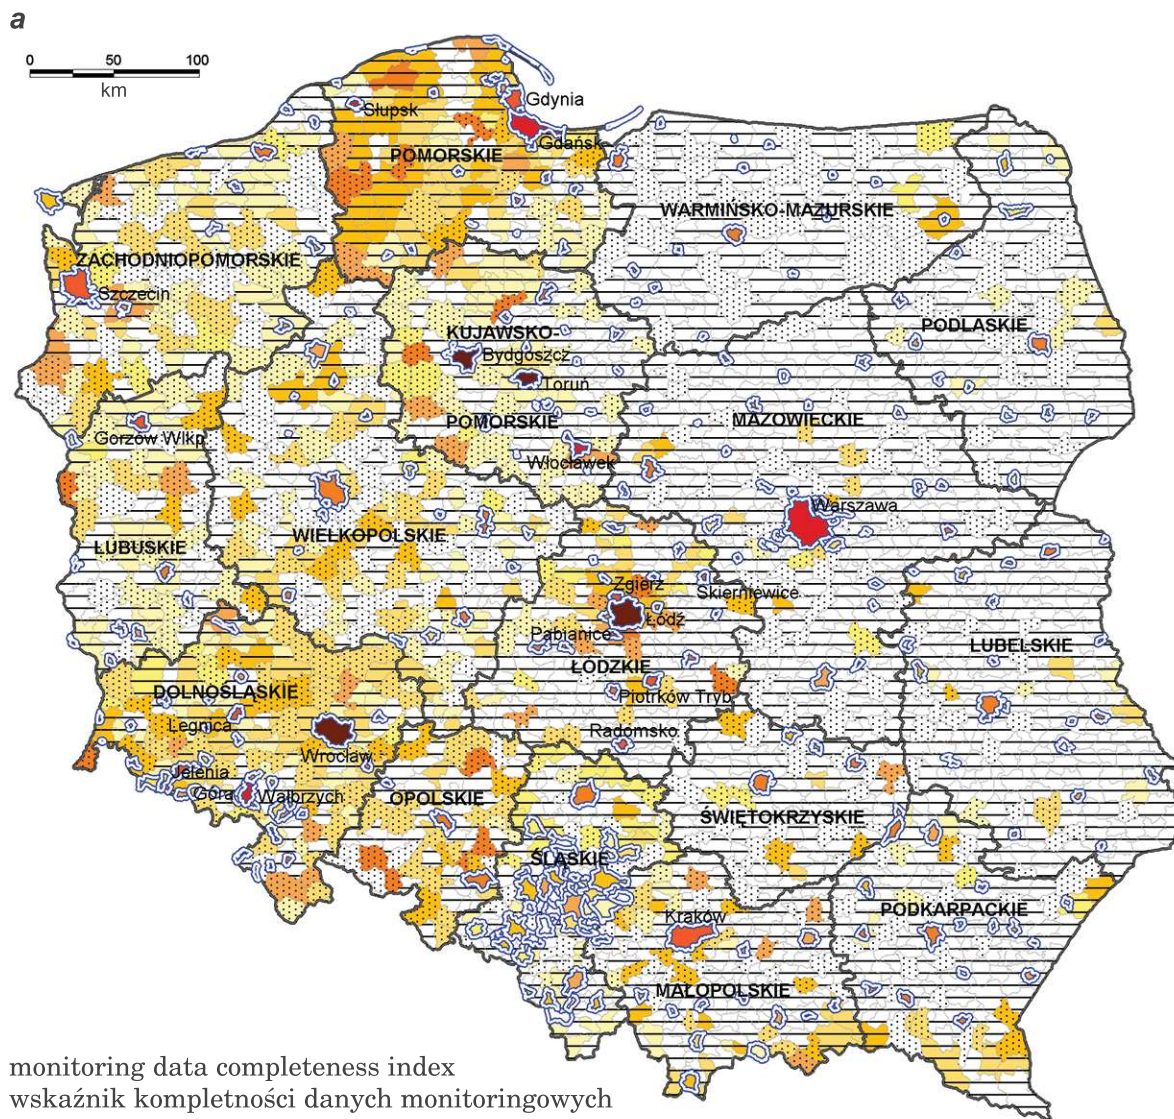 a
0 50 100
km
Gdynia
Słupsk
Gdańsk
POMORSKIE
WARMIŃSKO-MAZURSKIE
ZACHODNIOPOMORSKIE
Szczecin
PODLASKIE
KUJAWSKO-
Bydgoszcz
Toruń
POMORSKIE
MAZOWIECKIE
Gorzów Wlkp.
Włocławek
Warszawa
WIELKOPOLSKIE
LUBUSKIE
Zgierz
Skierniewice
Łódź
Pabianice
LUBELSKIE
ŁÓDZKIE
DOLNOŚLĄSKIE
Piotrków Tryb.
Legnica
Radomsko
Wrocław
Jelenia
Góra
Wałbrzych
OPOLSKIE
ŚWIĘTOKRZYSKIE
ŚLĄSKIE
PODKARPACKIE
Kraków
MAŁOPOLSKIE
monitoring data completeness index
wskaźnik kompletności danych monitoringowych